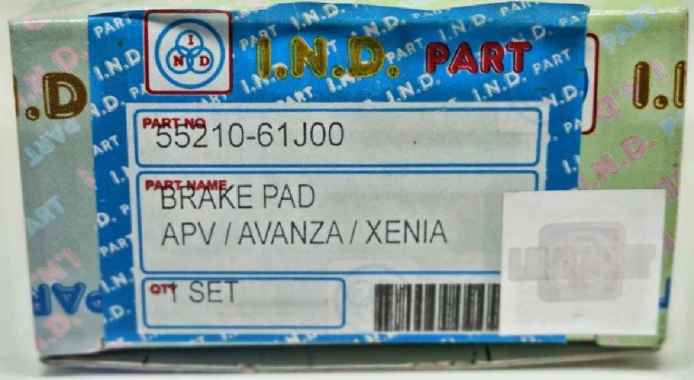 I N D
I.N.D. PART
PART NO
55210-61J00
PART NAME
BRAKE PAD
APV / AVANZA / XENIA
QTY
1 SET